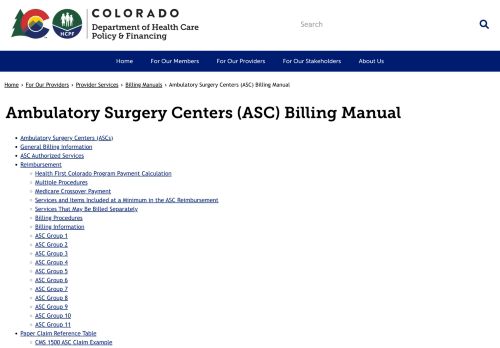 COLORADO
Department of Health Care
Policy & Financing
HCPF
Search
Home
For Our Members
For Our Providers
For Our Stakeholders
About Us
Home › For Our Providers › Provider Services › Billing Manuals › Ambulatory Surgery Centers (ASC) Billing Manual
Ambulatory Surgery Centers (ASC) Billing Manual
Ambulatory Surgery Centers (ASCs)
General Billing Information
ASC Authorized Services
Reimbursement
Health First Colorado Program Payment Calculation
Multiple Procedures
Medicare Crossover Payment
Services and Items Included at a Minimum in the ASC Reimbursement
Services That May Be Billed Separately
Billing Procedures
Billing Information
ASC Group 1
ASC Group 2
ASC Group 3
ASC Group 4
ASC Group 5
ASC Group 6
ASC Group 7
ASC Group 8
ASC Group 9
ASC Group 10
ASC Group 11
Paper Claim Reference Table
CMS 1500 ASC Claim Example